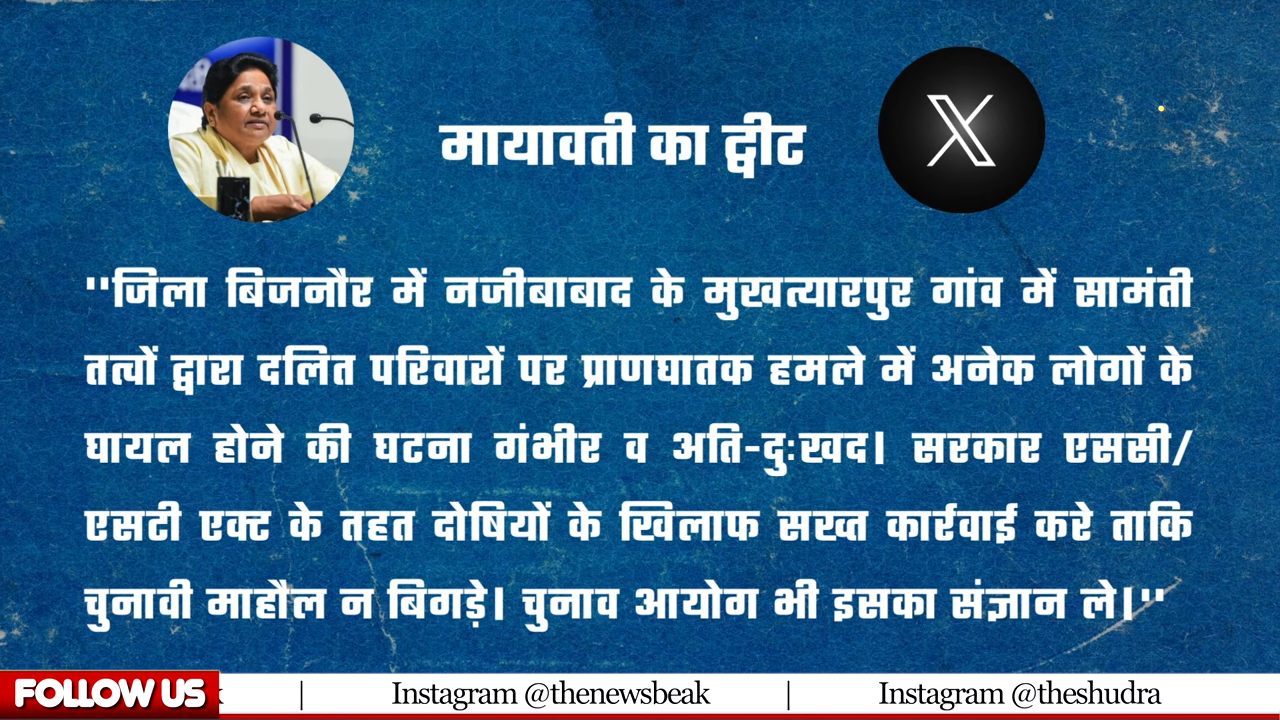 मायावती का ट्वीट
"जिला बिजनौर में नजीबाबाद के मुखत्यारपुर गांव में सामंती
तत्वों द्वारा दलित परिवारों पर प्राणघातक हमले में अनेक लोगों के
घायल होने की घटना गंभीर व अति-दुःखद। सरकार एससी/
एसटी एक्ट के तहत दोषियों के खिलाफ सख्त कार्रवाई करे ताकि
चुनावी माहौल न बिगड़े। चुनाव आयोग भी इसका संज्ञान ले।"
FOLLOW US | Instagram @thenewsbeak | Instagram @theshudra